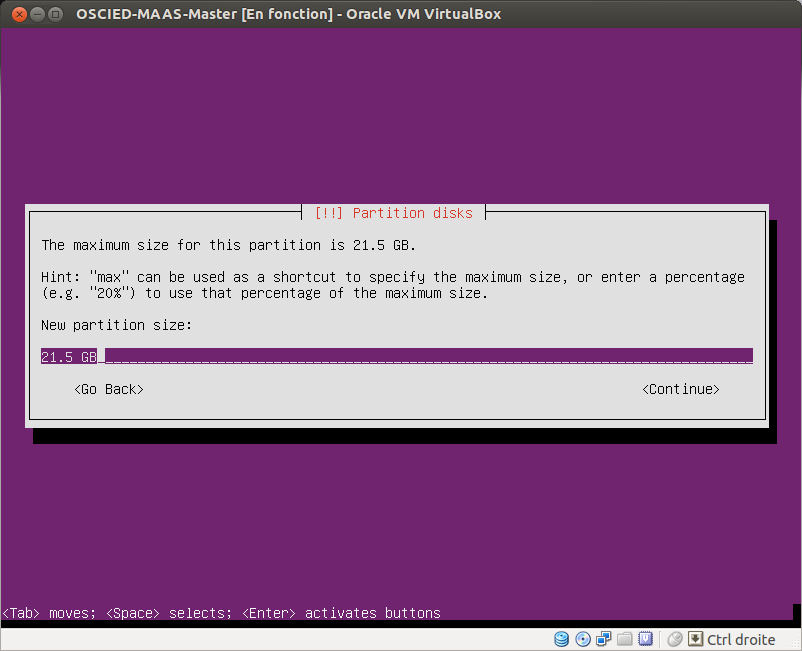 OSCIED-MAAS-Master [En fonction] - Oracle VM VirtualBox
[!!] Partition disks
The maximum size for this partition is 21.5 GB.
Hint: "max" can be used as a shortcut to specify the maximum size, or enter a percentage
(e.g. "20%") to use that percentage of the maximum size.
New partition size:
21.5 GB
<Go Back> <Continue>
<Tab> moves; <Space> selects; <Enter> activates buttons
Ctrl droite